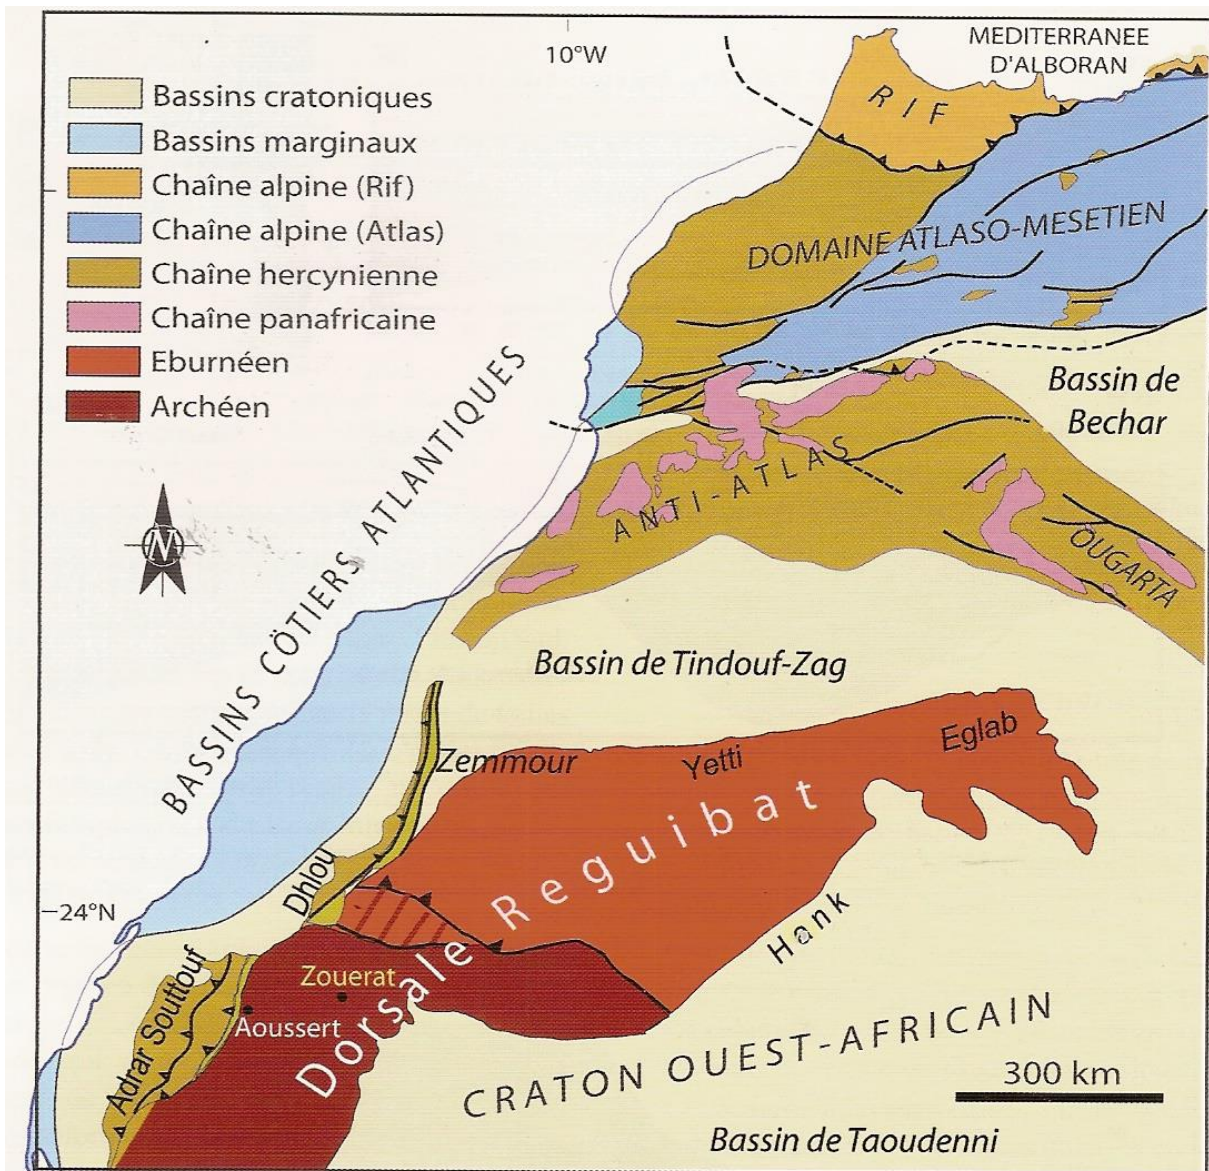 10°W
MEDITERRANEE
D'ALBORAN
Bassins cratoniques
Bassins marginaux
Chaîne alpine (Rif)
Chaîne alpine (Atlas)
Chaîne hercynienne
Chaîne panafricaine
Eburnéen
Archéen
RIF
DOMAINE ATLASO-MESETIEN
Bassin de
Bechar
BASSINS CÖTIERS ATLANTIQUES
N
ANTI-ATLAS
OUGARTA
Bassin de Tindouf-Zag
Zemmour
Yetti
Eglab
Dorsale Reguibat
Dhlou
24°N
Hank
Adrar Souttouf
Zouerat
Aoussert
CRATON OUEST-AFRICAIN
300 km
Bassin de Taoudenni